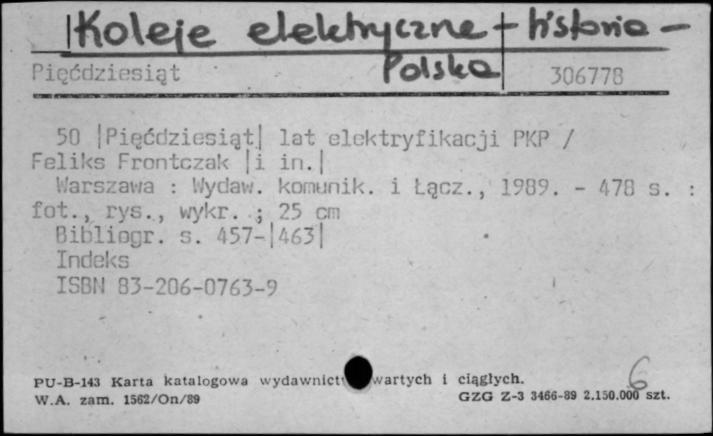 Koleje elektryczne - historia -
Polska
Pięćdziesiąt 306778
50 |Pięćdziesiąt| lat elektryfikacji PKP /
Feliks Frontczak |i in.|
Warszawa : Wydaw. komunik. i Łącz., 1989. - 478 s. :
fot., rys., wykr. ; 25 cm
Bibliogr. s. 457-|463|
Indeks
ISBN 83-206-0763-9
6
PU-B-143 Karta katalogowa wydawnict wartych i ciągłych.
W.A. zam. 1562/On/89 GZG Z-3 3466-89 2.150.000 szt.